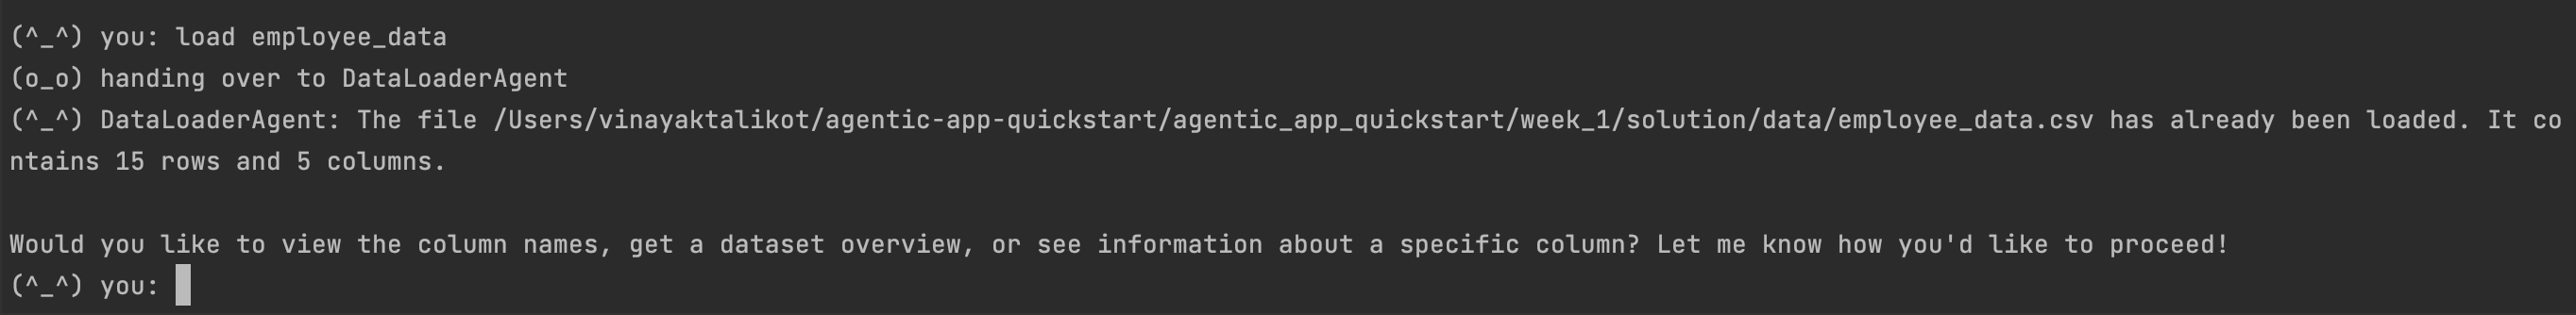 (^_^) you: load employee_data
(o_o) handing over to DataLoaderAgent
(^_^) DataLoaderAgent: The file /Users/vinayaktalikot/agentic-app-quickstart/agentic_app_quickstart/week_1/solution/data/employee_data.csv has already been loaded. It co
ntains 15 rows and 5 columns.
Would you like to view the column names, get a dataset overview, or see information about a specific column? Let me know how you'd like to proceed!
(^_^) you: